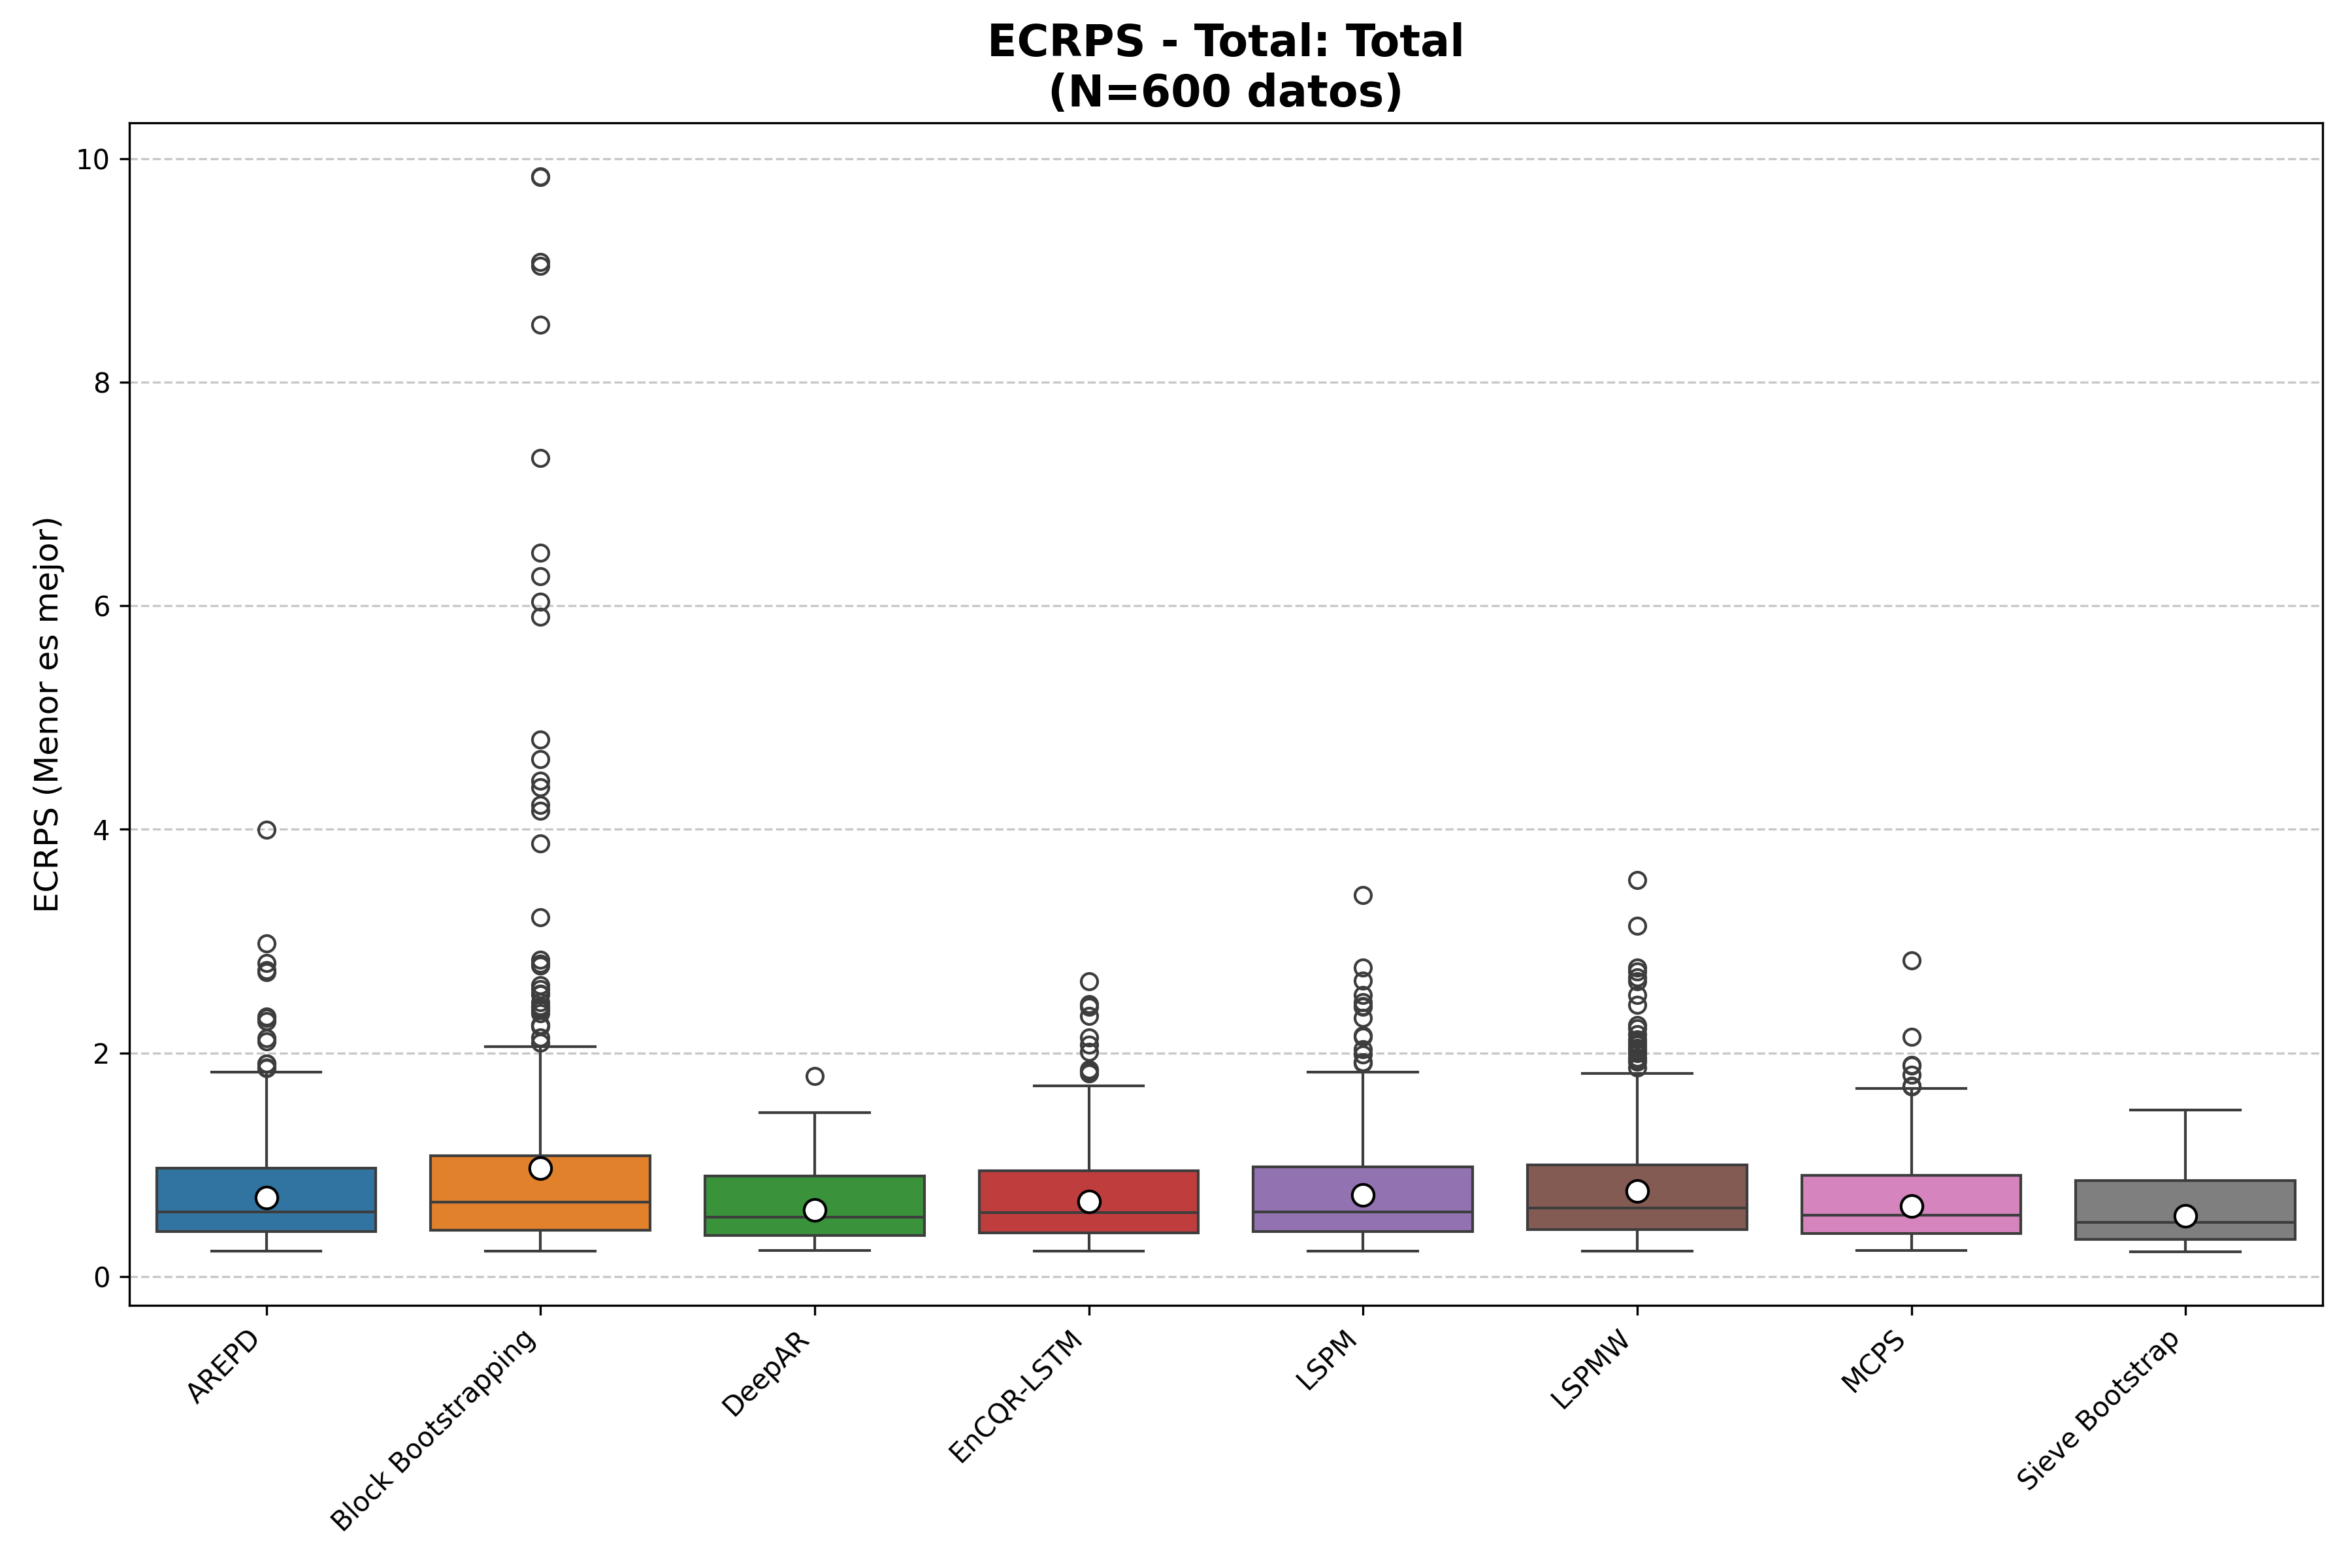 ECRPS - Total: Total
(N=600 datos)
ECRPS (Menor es mejor)
10
8
6
4
2
0
AREPD
Block Bootstrapping
DeepAR
EnCQR-LSTM
LSPM
LSPMW
MCPS
Sieve Bootstrap